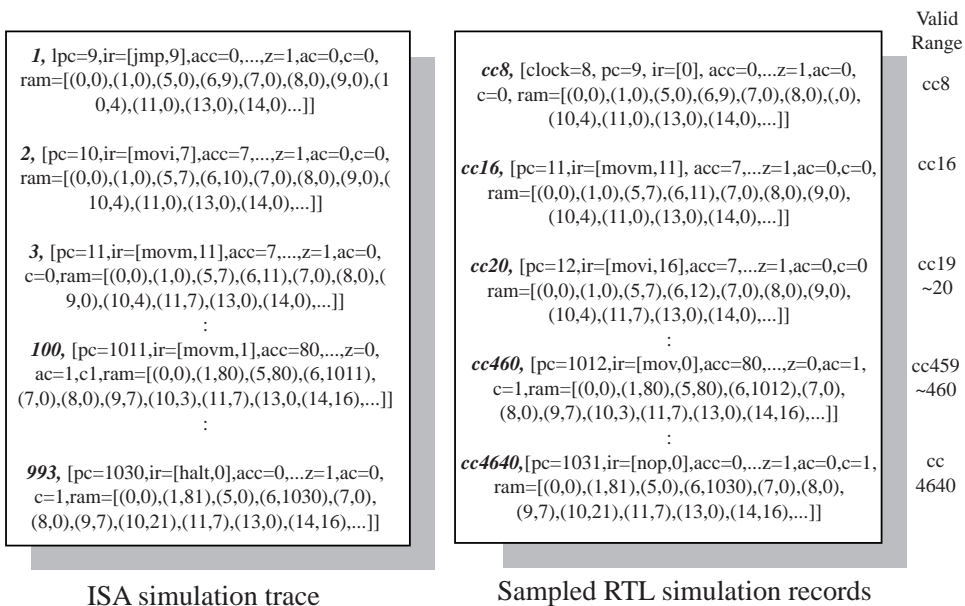 Valid
Range
1, lpc=9,ir=[jmp,9],acc=0,...,z=1,ac=0,c=0,
ram=[(0,0),(1,0),(5,0),(6,9),(7,0),(8,0),(9,0),(1
0,4),(11,0),(13,0),(14,0)...]]
2, [pc=10,ir=[movi,7],acc=7,...,z=1,ac=0,c=0,
ram=[(0,0),(1,0),(5,7),(6,10),(7,0),(8,0),(9,0),(
10,4),(11,0),(13,0),(14,0),...]]
3, [pc=11,ir=[movm,11],acc=7,...,z=1,ac=0,
c=0,ram=[(0,0),(1,0),(5,7),(6,11),(7,0),(8,0),(
9,0),(10,4),(11,7),(13,0),(14,0),...]]
:
100, [pc=1011,ir=[movm,1],acc=80,...,z=0,
ac=1,c1,ram=[(0,0),(1,80),(5,80),(6,1011),
(7,0),(8,0),(9,7),(10,3),(11,7),(13,0,(14,16),...]]
:
993, [pc=1030,ir=[halt,0],acc=0,...z=1,ac=0,
c=1,ram=[(0,0),(1,81),(5,0),(6,1030),(7,0),
(8,0),(9,7),(10,21),(11,7),(13,0),(14,16),...]]
ISA simulation trace
cc8, [clock=8, pc=9, ir=[0], acc=0,...z=1,ac=0,
c=0, ram=[(0,0),(1,0),(5,0),(6,9),(7,0),(8,0),(,0),
(10,4),(11,0),(13,0),(14,0),...]]
cc8
cc16, [pc=11,ir=[movm,11], acc=7,...z=1,ac=0,c=0,
ram=[(0,0),(1,0),(5,7),(6,11),(7,0),(8,0),(9,0),
(10,4),(11,0),(13,0),(14,0),...]]
cc16
cc20, [pc=12,ir=[movi,16],acc=7,...z=1,ac=0,c=0
ram=[(0,0),(1,0),(5,7),(6,12),(7,0),(8,0),(9,0),
(10,4),(11,7),(13,0),(14,0),...]]
cc19
~20
:
cc460, [pc=1012,ir=[mov,0],acc=80,...z=0,ac=1,
c=1,ram=[(0,0),(1,80),(5,80),(6,1012),(7,0),
(8,0),(9,7),(10,3),(11,7),(13,0),(14,16),...]]
cc459
~460
:
cc4640,[pc=1031,ir=[nop,0],acc=0,...z=1,ac=0,c=1,
ram=[(0,0),(1,81),(5,0),(6,1030),(7,0),(8,0),
(9,7),(10,21),(11,7),(13,0),(14,16),...]]
cc
4640
Sampled RTL simulation records